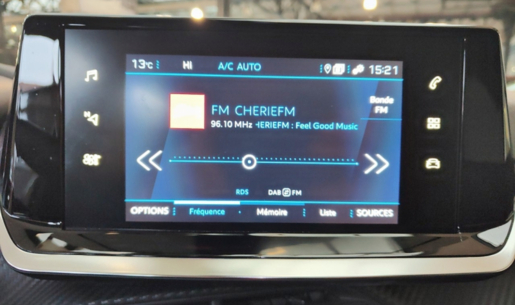 13°C Hi A/C AUTO 15:21
FM CHERIEFM
96.10 MHz HERIEFM : Feel Good Music
Bande
FM
RDS DAB FM
OPTIONS Fréquence Mémoire Liste SOURCES